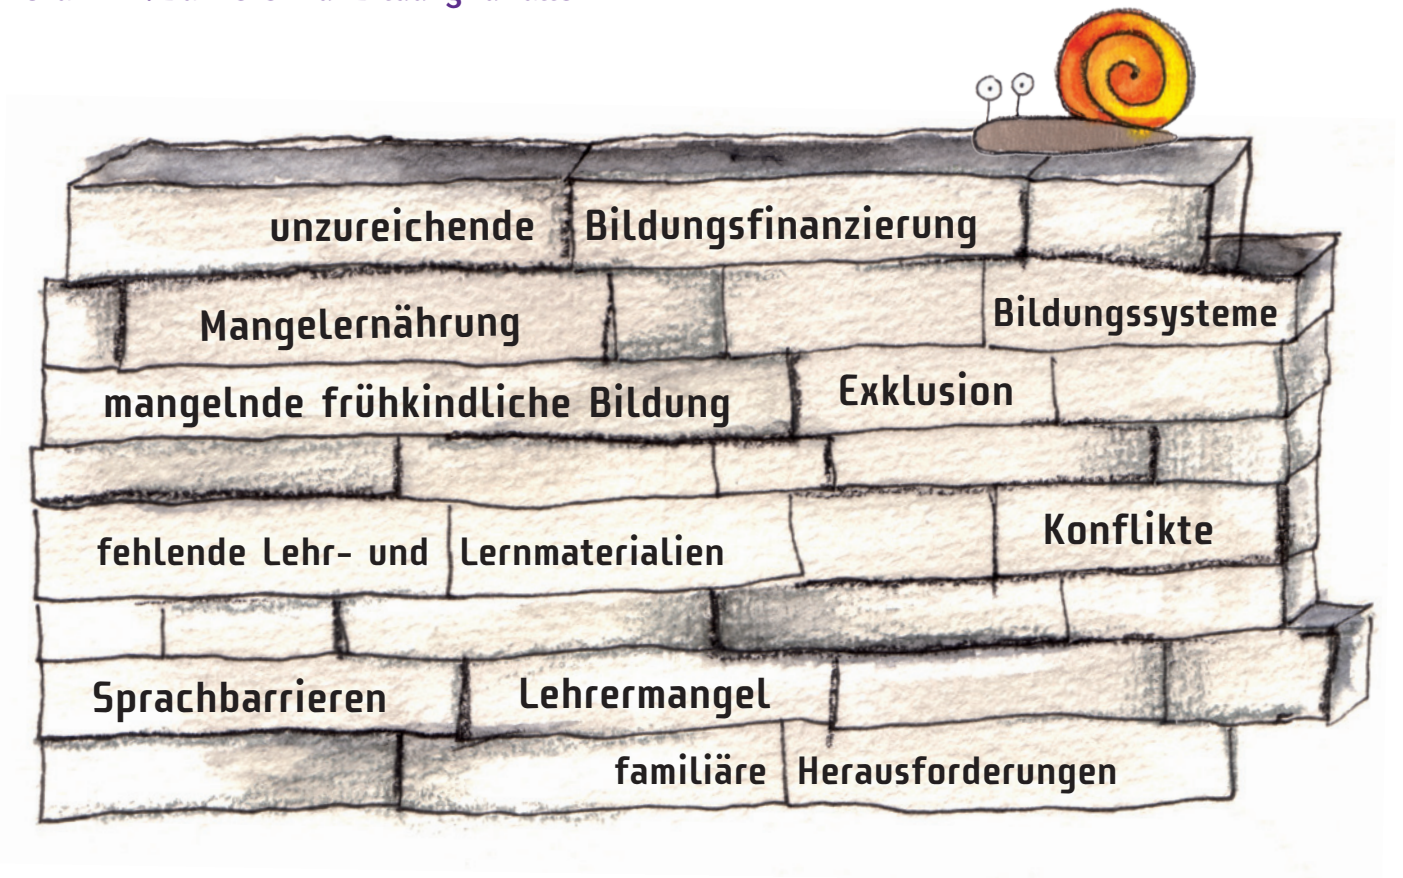 unzureichende Bildungsfinanzierung
Mangelernährung
Bildungssysteme
mangelnde frühkindliche Bildung
Exklusion
fehlende Lehr- und Lernmaterialien
Konflikte
Sprachbarrieren
Lehrermangel
familiäre Herausforderungen